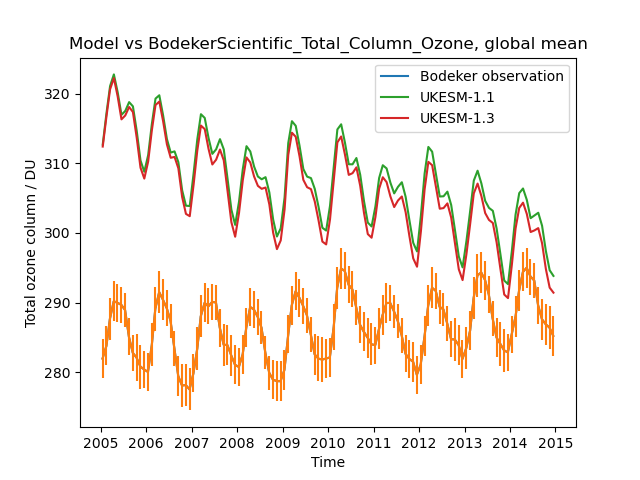 Model vs BodekerScientific_Total_Column_Ozone, global mean
Bodeker observation
UKESM-1.1
UKESM-1.3
Total ozone column / DU
320
310
300
290
280
2005 2006 2007 2008 2009 2010 2011 2012 2013 2014 2015
Time